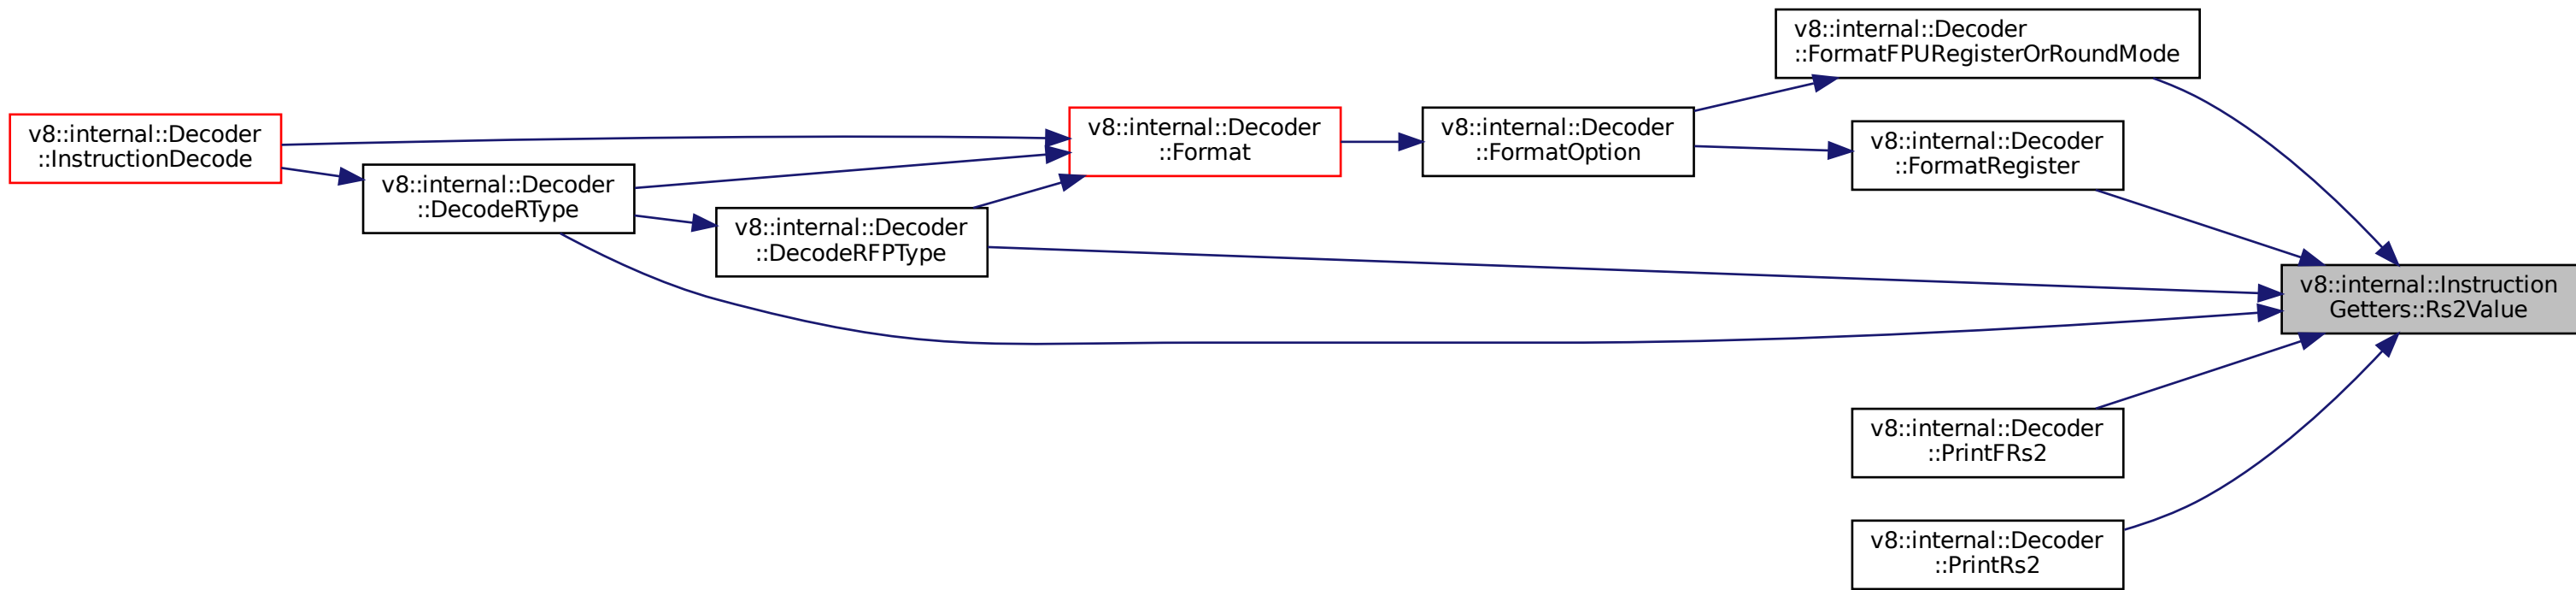 v8::internal::Decoder
::FormatFPURegisterOrRoundMode
v8::internal::Decoder
::InstructionDecode
v8::internal::Decoder
::Format
v8::internal::Decoder
::FormatOption
v8::internal::Decoder
::FormatRegister
v8::internal::Decoder
::DecodeRType
v8::internal::Decoder
::DecodeRFPType
v8::internal::Instruction
Getters::Rs2Value
v8::internal::Decoder
::PrintFRs2
v8::internal::Decoder
::PrintRs2